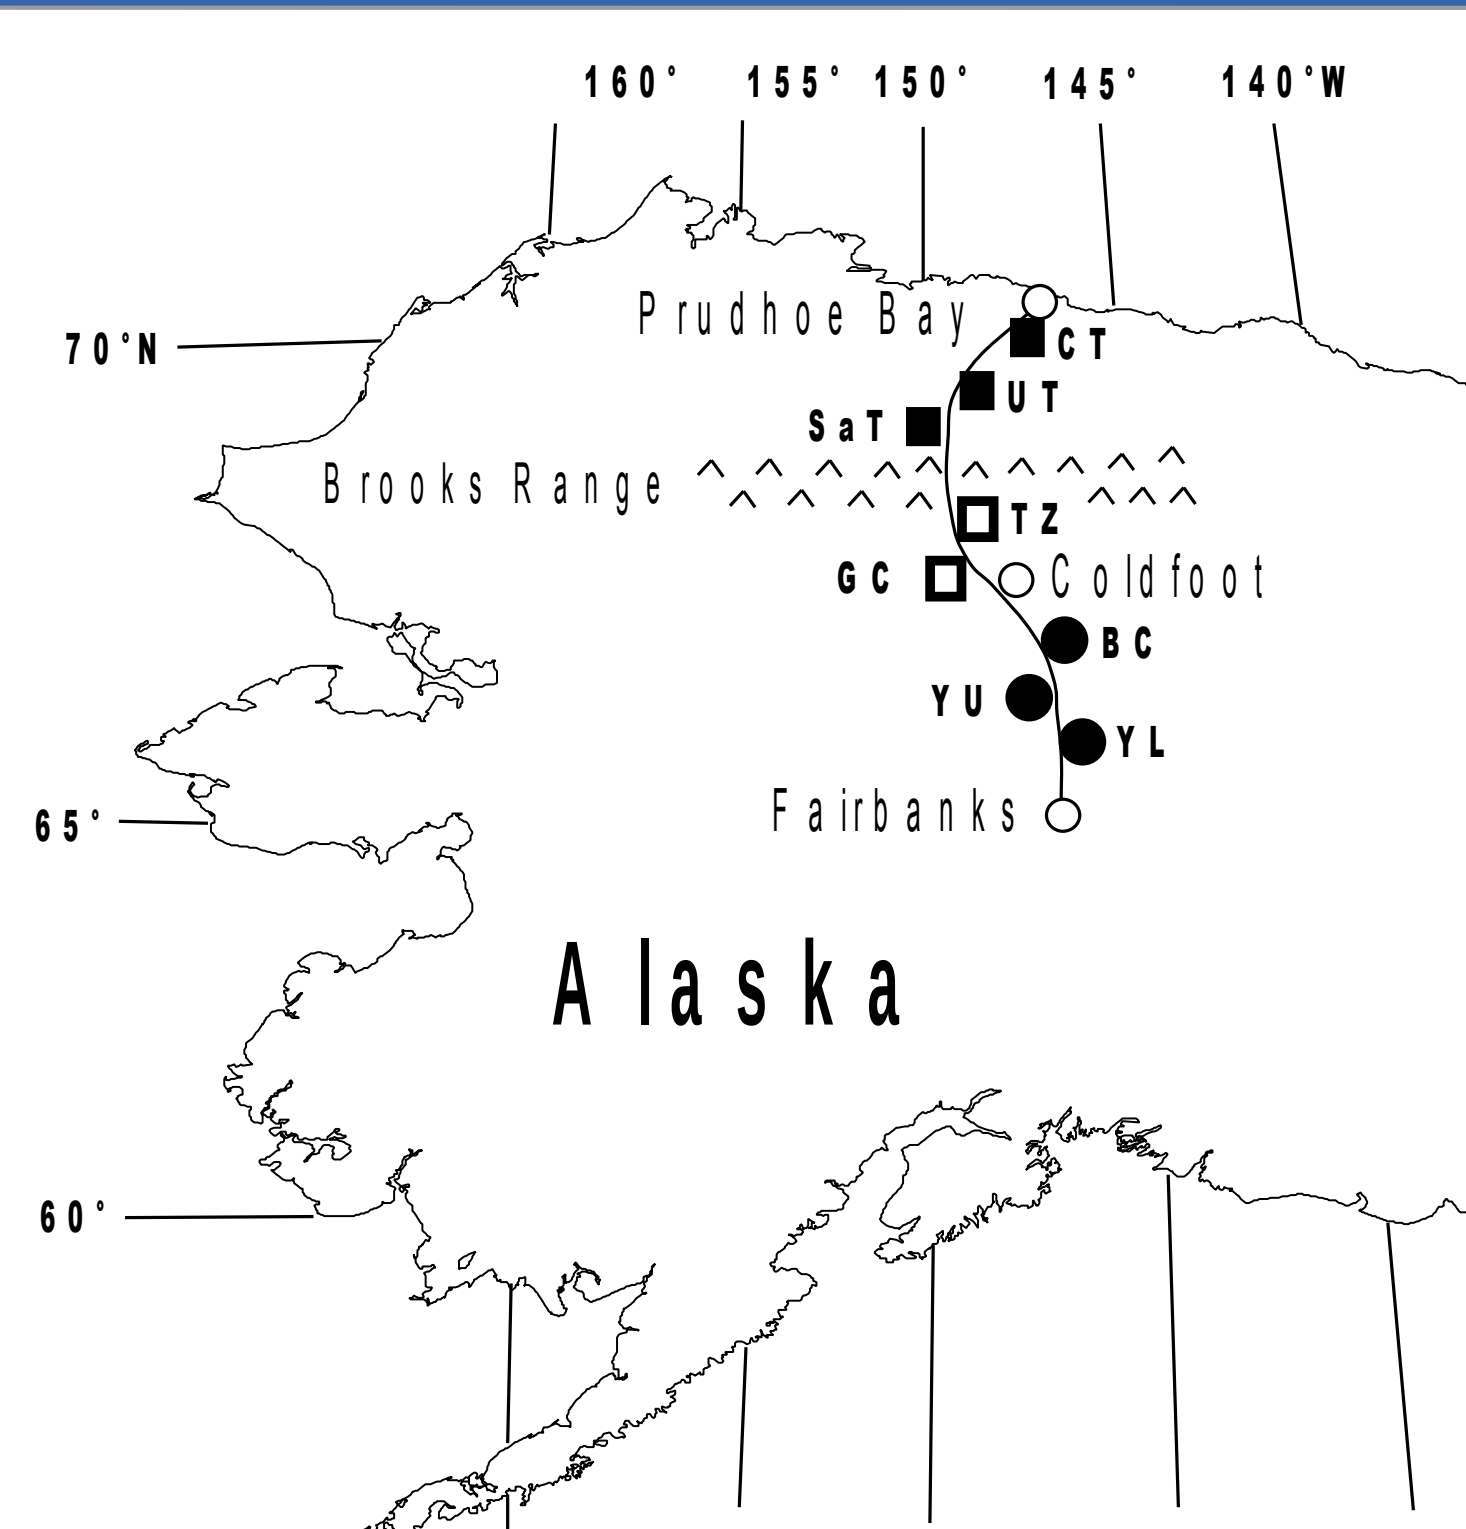 160° 155° 150° 145° 140°W
Prudhoe Bay
70°N
CT
UT
SaT
Brooks Range
TZ
GC
Coldfoot
BC
YU
YL
Fairbanks
65°
Alaska
60°